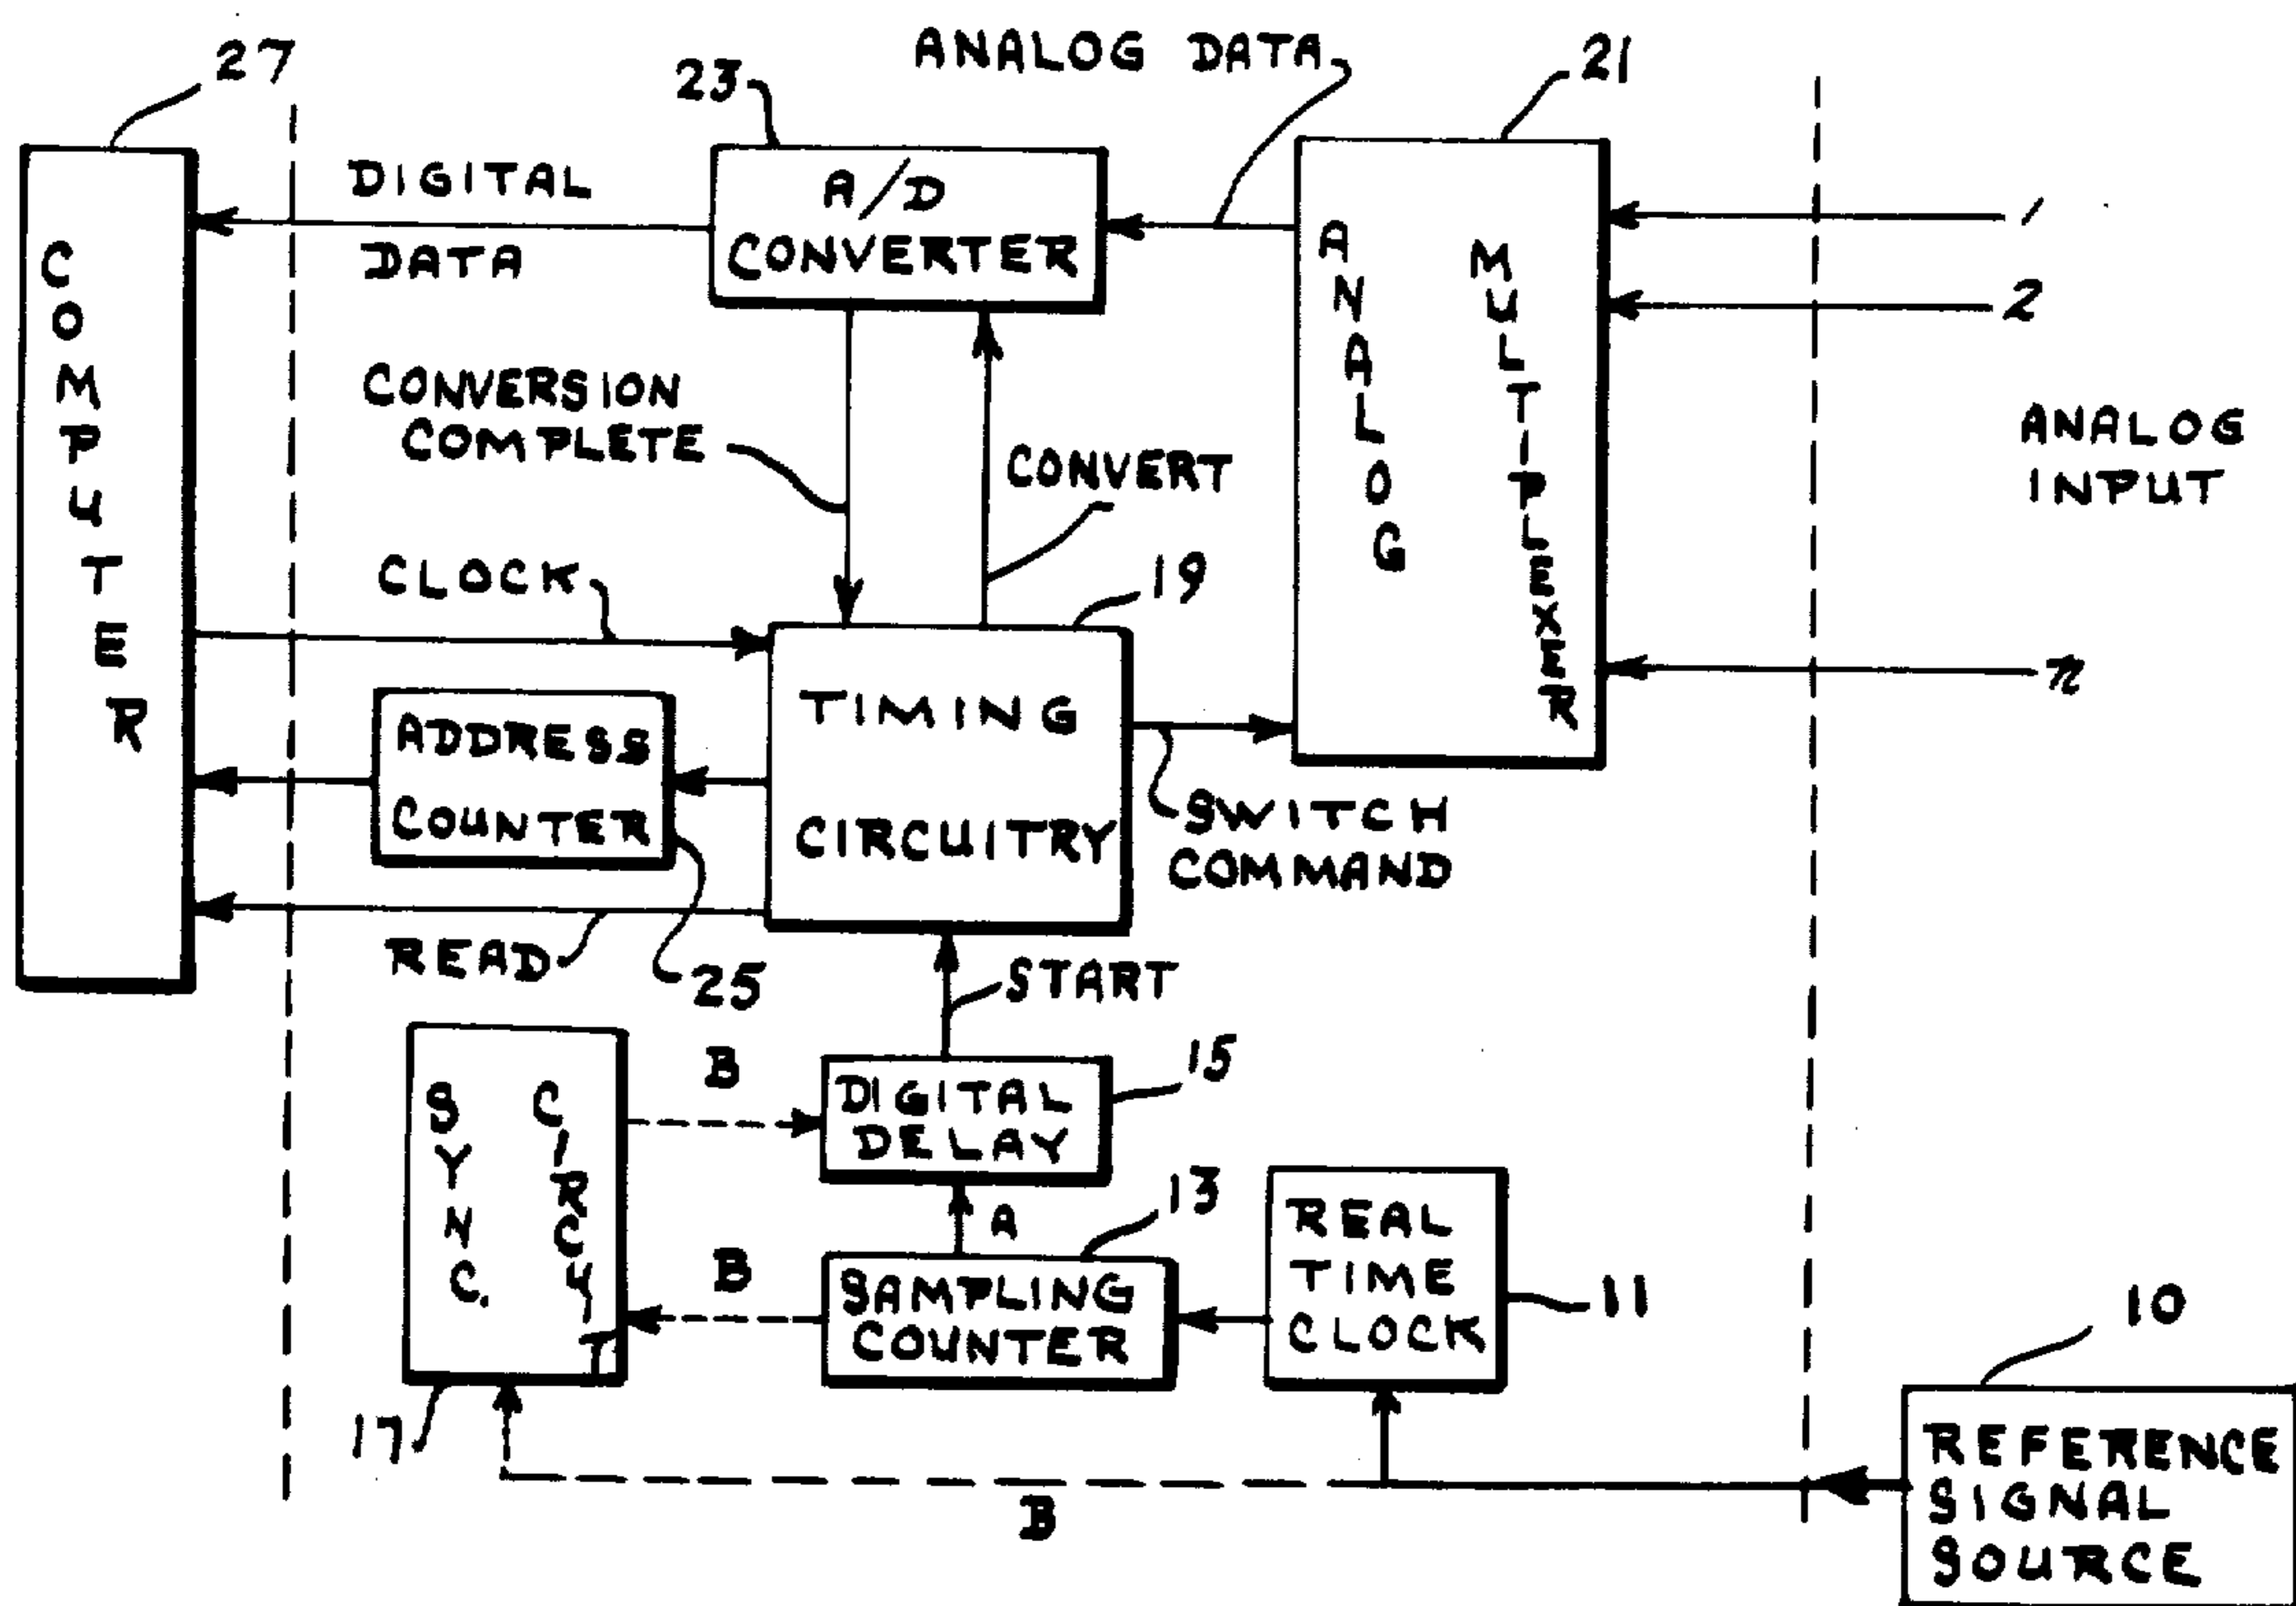 27
ANALOG DATA
21
23
DIGITAL
DATA
A/D
CONVERTER
COMPUTER
ANALOG
MULTIPLEXER
1
2
n
ANALOG
INPUT
CONVERSION
COMPLETE
CONVERT
CLOCK
19
TIMING
CIRCUITRY
ADDRESS
COUNTER
SWITCH
COMMAND
READ
25
START
15
B
DIGITAL
DELAY
SYNC.
CIRCUIT
A
13
B
SAMPLING
COUNTER
REAL
TIME
CLOCK
11
10
17
B
REFERENCE
SIGNAL
SOURCE